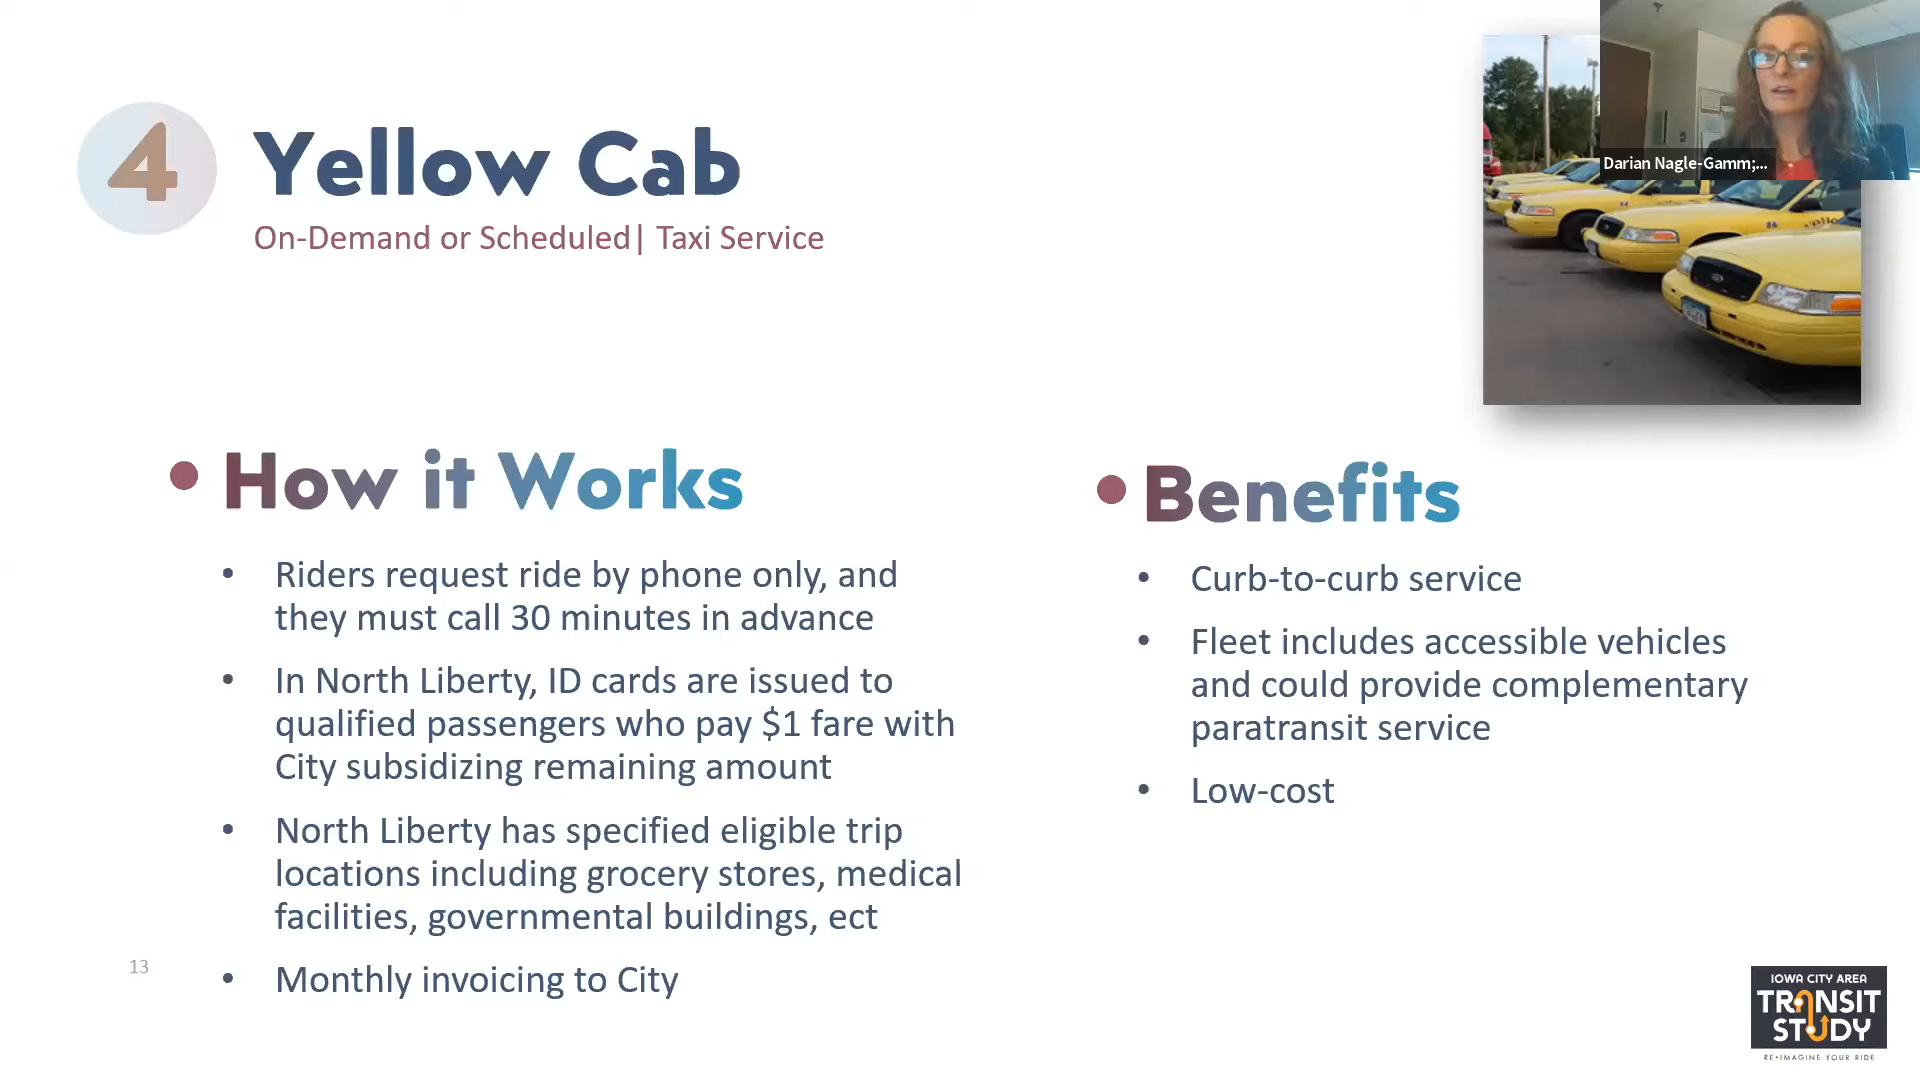 4
Yellow Cab
On-Demand or Scheduled| Taxi Service
Darian Nagle-Gamm;...
How it Works
• Riders request ride by phone only, and
they must call 30 minutes in advance
• In North Liberty, ID cards are issued to
qualified passengers who pay $1 fare with
City subsidizing remaining amount
• North Liberty has specified eligible trip
locations including grocery stores, medical
facilities, governmental buildings, ect
• Monthly invoicing to City
Benefits
• Curb-to-curb service
• Fleet includes accessible vehicles
and could provide complementary
paratransit service
• Low-cost
13
IOWA CITY AREA
TRANSIT
STUDY
RE•IMAGINE YOUR RIDE